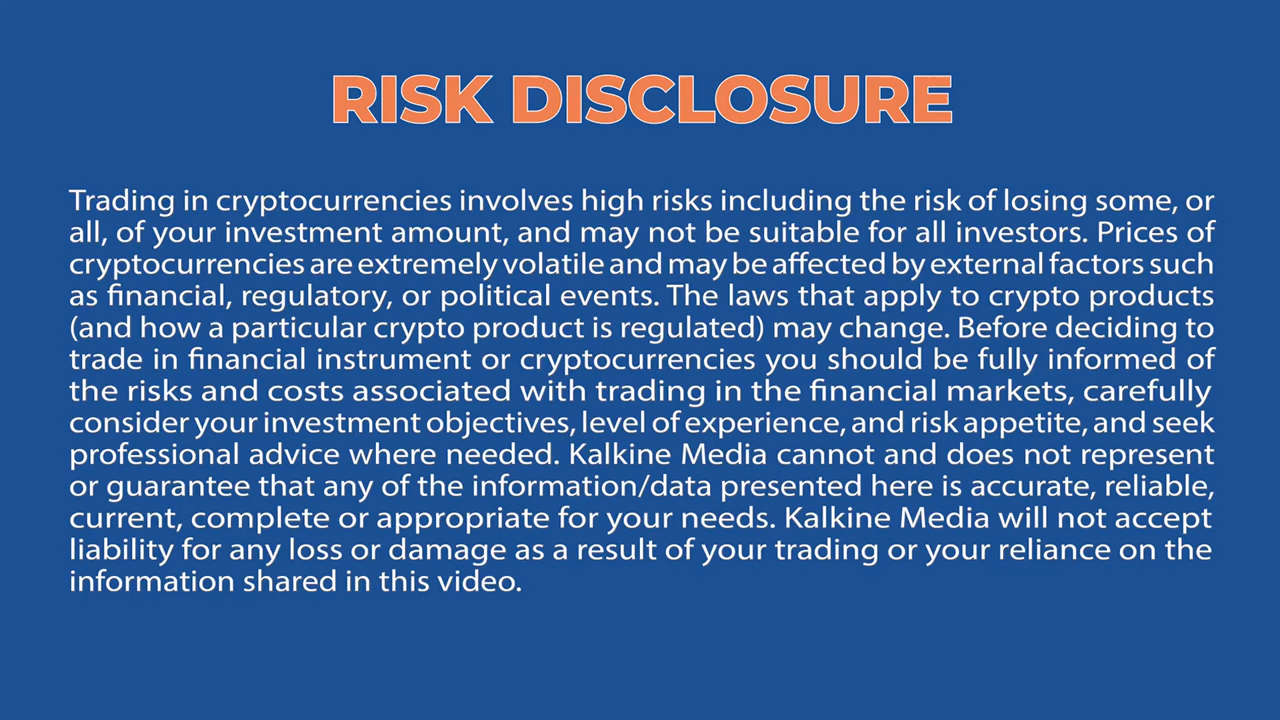 RISK DISCLOSURE
Trading in cryptocurrencies involves high risks including the risk of losing some, or
all, of your investment amount, and may not be suitable for all investors. Prices of
cryptocurrencies are extremely volatile and may be affected by external factors such
as financial, regulatory, or political events. The laws that apply to crypto products
(and how a particular crypto product is regulated) may change. Before deciding to
trade in financial instrument or cryptocurrencies you should be fully informed of
the risks and costs associated with trading in the financial markets, carefully
consider your investment objectives, level of experience, and risk appetite, and seek
professional advice where needed. Kalkine Media cannot and does not represent
or guarantee that any of the information/data presented here is accurate, reliable,
current, complete or appropriate for your needs. Kalkine Media will not accept
liability for any loss or damage as a result of your trading or your reliance on the
information shared in this video.